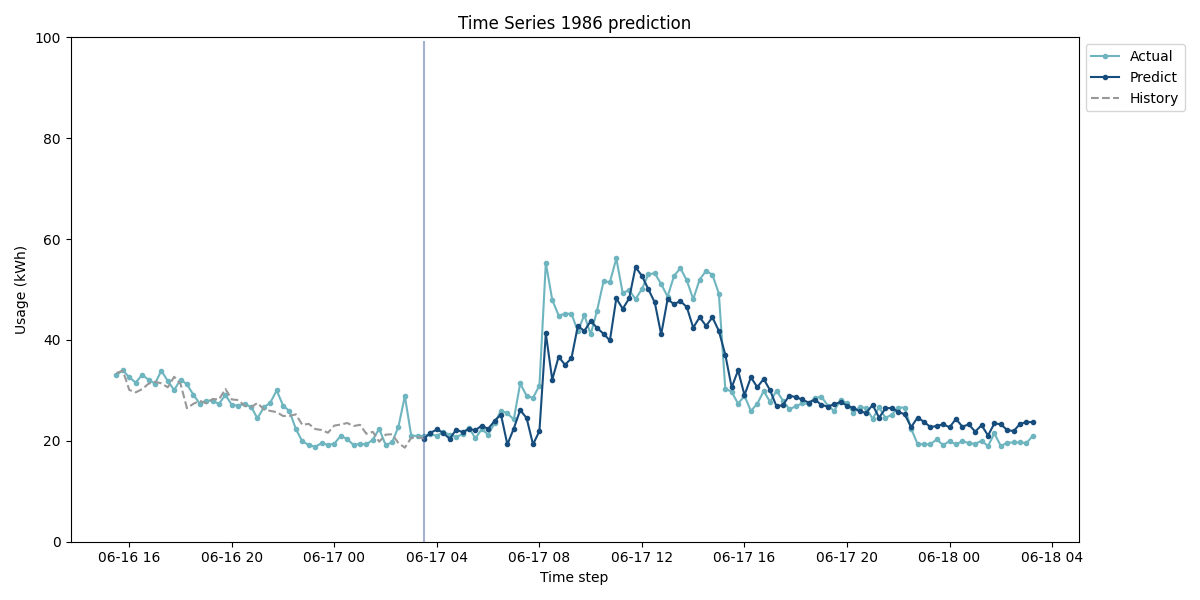 Time Series 1986 prediction
100
80
60
40
20
0
Usage (kWh)
06-16 16
06-16 20
06-17 00
06-17 04
06-17 08
06-17 12
06-17 16
06-17 20
06-18 00
06-18 04
Time step
Actual
Predict
History